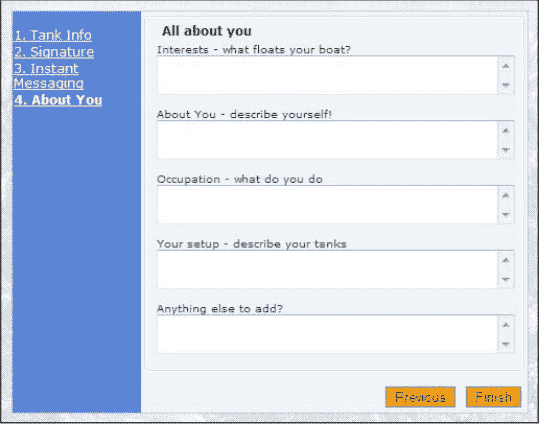 1. Tank Info
2. Signature
3. Instant
Messaging
4. About You
All about you
Interests - what floats your boat?
About You - describe yourself!
Occupation - what do you do
Your setup - describe your tanks
Anything else to add?
Previous
Finish